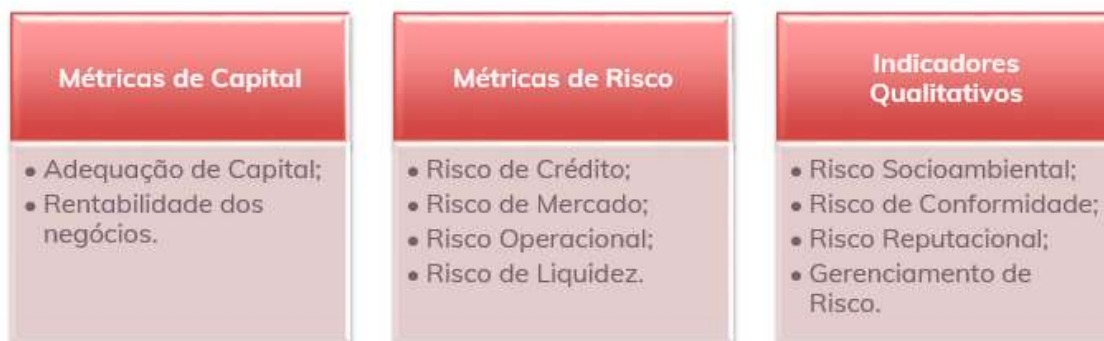 Métricas de Capital
• Adequação de Capital;
• Rentabilidade dos
negócios.
Métricas de Risco
• Risco de Crédito;
• Risco de Mercado;
• Risco Operacional;
• Risco de Liquidez.
Indicadores
Qualitativos
• Risco Socioambiental;
• Risco de Conformidade;
• Risco Reputacional;
• Gerenciamento de
Risco.